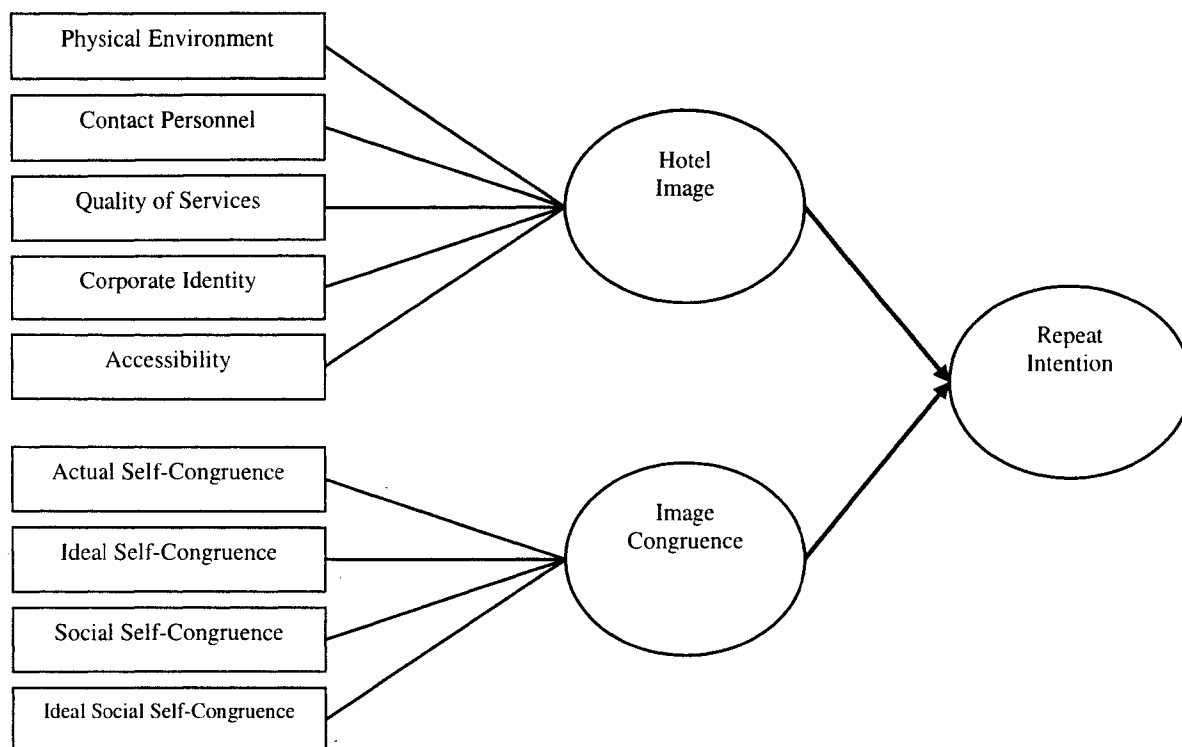 Physical Environment
Contact Personnel
Quality of Services
Corporate Identity
Accessibility
Hotel
Image
Repeat
Intention
Actual Self-Congruence
Ideal Self-Congruence
Social Self-Congruence
Ideal Social Self-Congruence
Image
Congruence